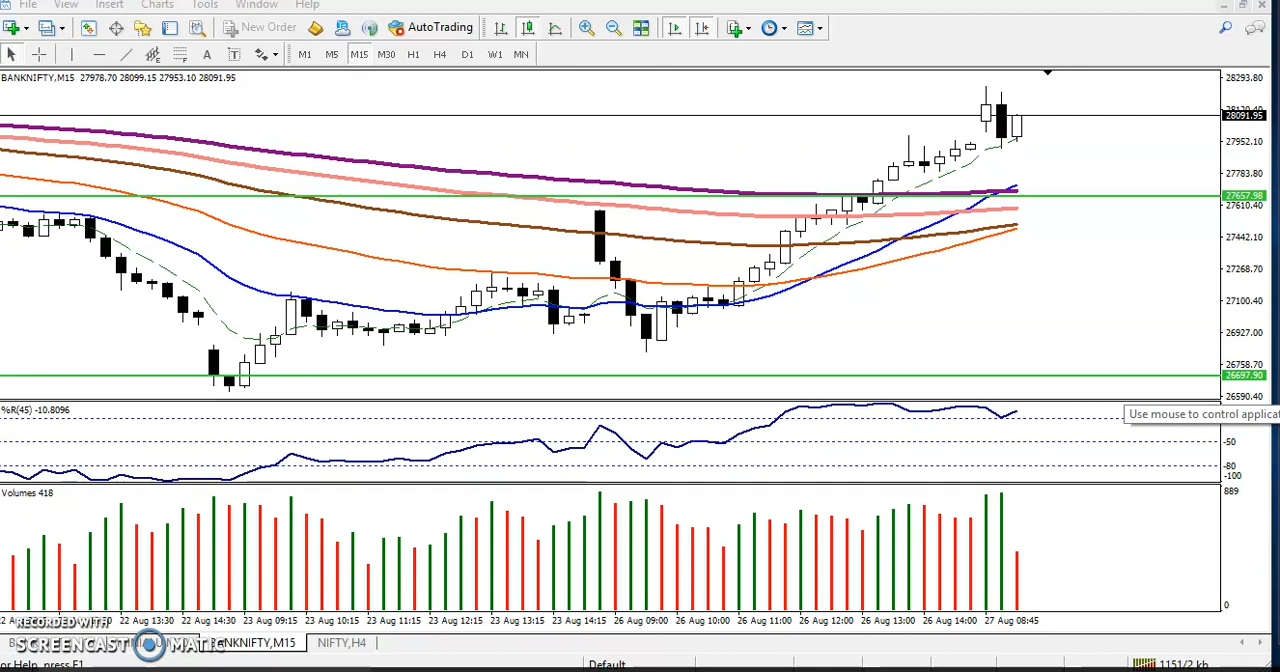 File View Insert Charts Tools Window Help
New Order AutoTrading
A T M1 M5 M15 M30 H1 H4 D1 W1 MN
BANKNIFTY,M15 27978.70 28099.15 27953.10 28091.95
28293.80
28091.95
27952.10
27783.80
27657.98
27610.40
27442.10
27268.70
27100.40
26927.00
26758.70
26697.90
26590.40
%R(45) -10.8096
Use mouse to control applicat
-50
-80
-100
Volumes 418
889
0
22 Aug 13:30 22 Aug 14:30 23 Aug 09:15 23 Aug 10:15 23 Aug 11:15 23 Aug 12:15 23 Aug 13:15 23 Aug 14:15 26 Aug 09:00 26 Aug 10:00 26 Aug 11:00 26 Aug 12:00 26 Aug 13:00 26 Aug 14:00 27 Aug 08:45
RECORDED WITH
SCREENCAST MATIC
BANKNIFTY,M15 NIFTY,H4
or Help, press F1 Default 1151/2 kb